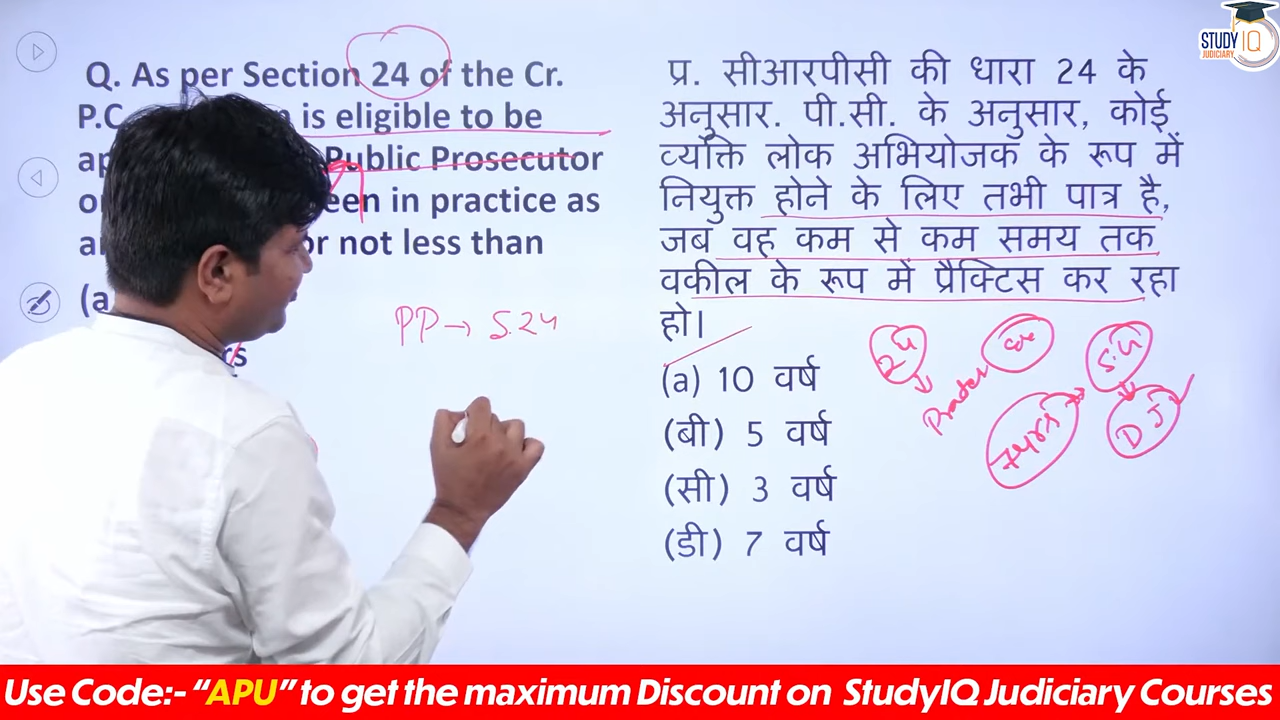 STUDY IQ
JUDICIARY
Q. As per Section 24 of the Cr.
P.C. is eligible to be
Public Prosecutor
in practice as
or not less than
(a
PP → S.24
प्र. सीआरपीसी की धारा 24 के
अनुसार. पी.सी. के अनुसार, कोई
व्यक्ति लोक अभियोजक के रूप में
नियुक्त होने के लिए तभी पात्र है,
जब वह कम से कम समय तक
वकील के रूप में प्रैक्टिस कर रहा
हो।
(a) 10 वर्ष
(बी) 5 वर्ष
(सी) 3 वर्ष
(डी) 7 वर्ष
24
7yrs
D J
Use Code:- “APU” to get the maximum Discount on StudyIQ Judiciary Courses